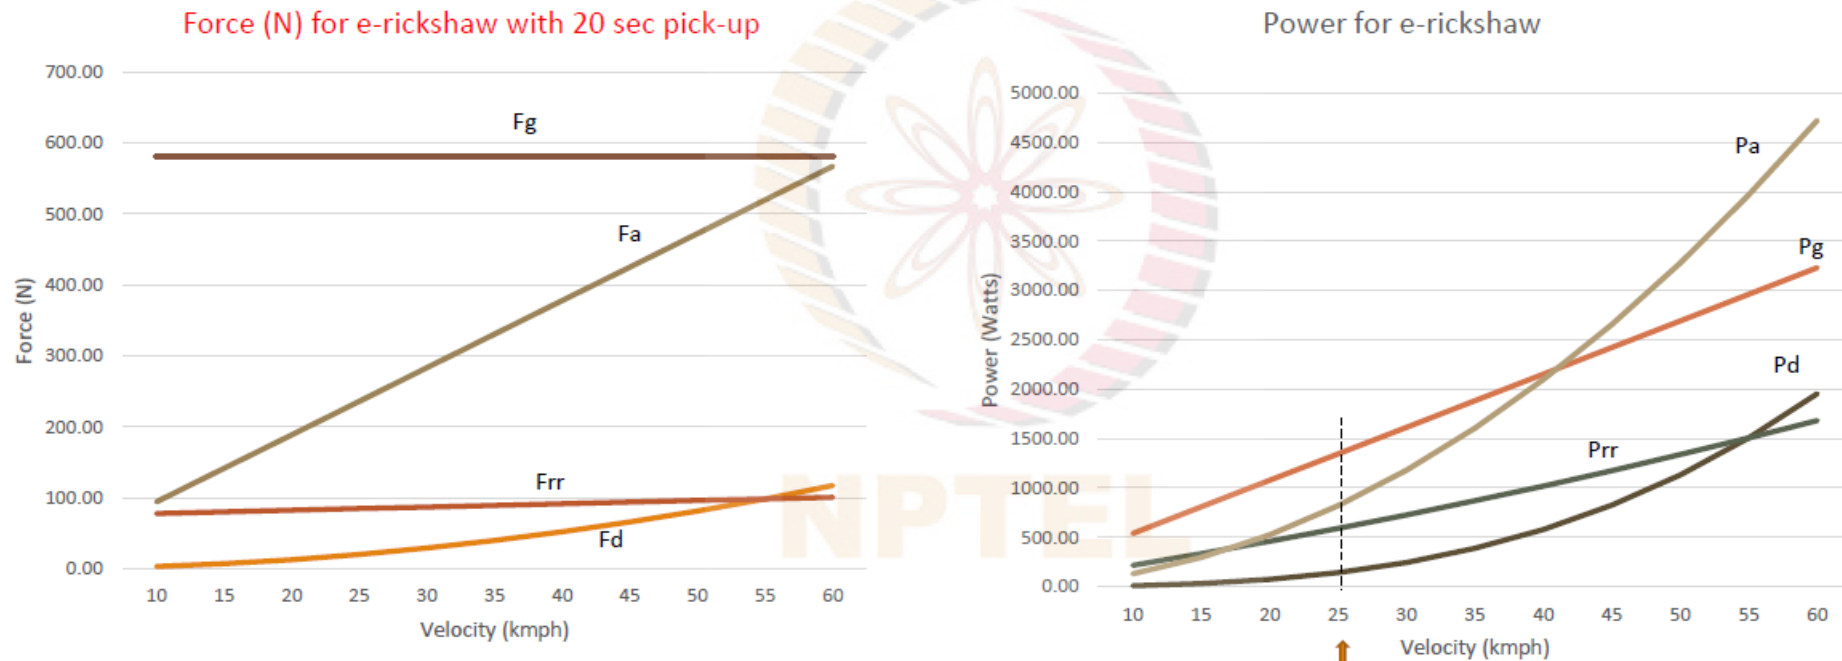 Force (N) for e-rickshaw with 20 sec pick-up
700.00
600.00
500.00
400.00
300.00
200.00
100.00
0.00
Force (N)
Fg
Fa
Frr
Fd
10 15 20 25 30 35 40 45 50 55 60
Velocity (kmph)
Power for e-rickshaw
5000.00
4500.00
4000.00
3500.00
3000.00
2500.00
2000.00
1500.00
1000.00
500.00
0.00
Power (Watts)
Pa
Pg
Pd
Prr
10 15 20 25 30 35 40 45 50 55 60
Velocity (kmph)
NPTEL